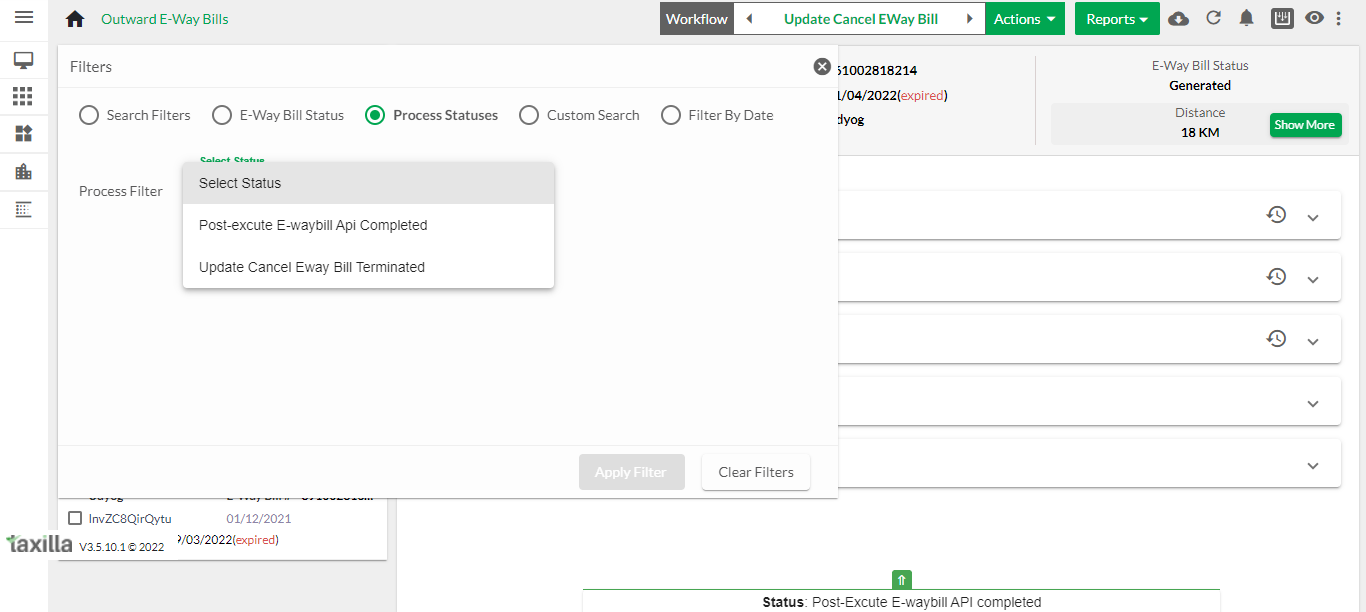 Outward E-Way Bills
Workflow
Update Cancel EWay Bill
Actions
Reports
Filters
Search Filters
E-Way Bill Status
Process Statuses
Custom Search
Filter By Date
Select Status
Process Filter
Select Status
Post-excute E-waybill Api Completed
Update Cancel Eway Bill Terminated
Apply Filter
Clear Filters
61002818214
1/04/2022(expired)
dyog
E-Way Bill Status
Generated
Distance
18 KM
Show More
InvZC8QirQytu 01/12/2021
9/03/2022(expired)
taxilla V3.5.10.1 © 2022
Status: Post-Excute E-waybill API completed